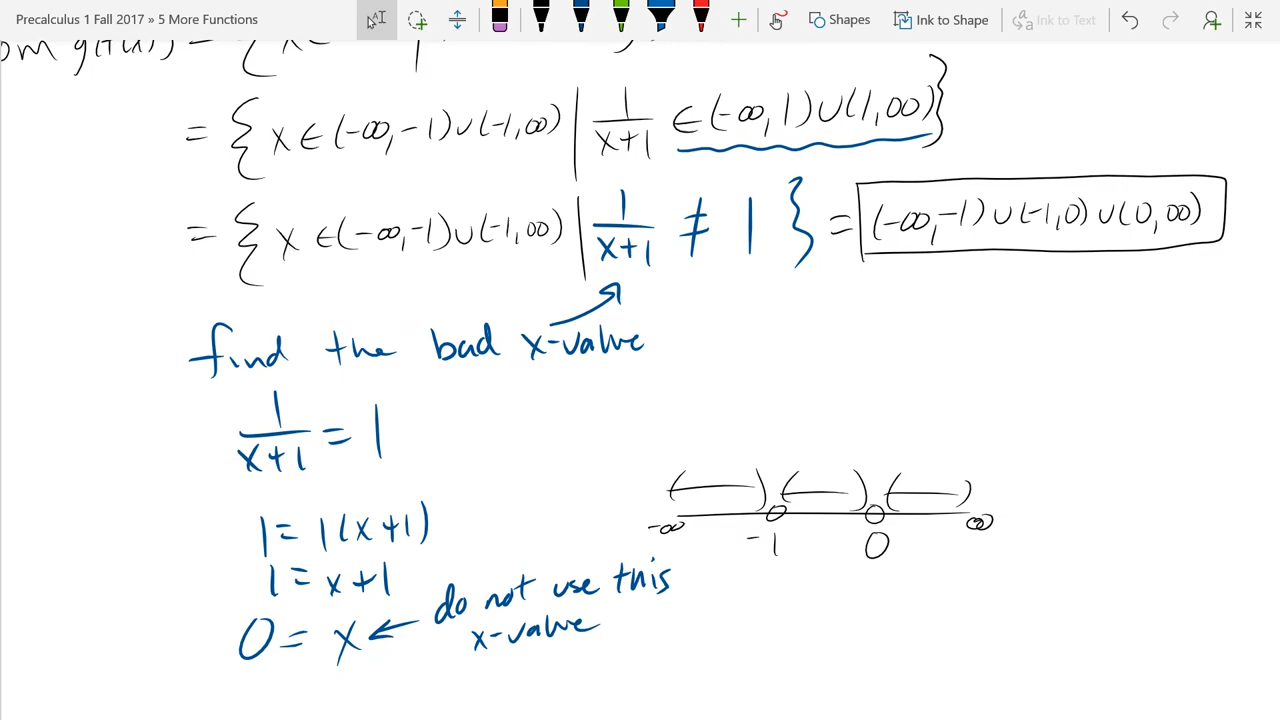 Precalculus 1 Fall 2017 » 5 More Functions
Shapes
Ink to Shape
Ink to Text
= { x ∈ (-∞, -1) ∪ (-1, ∞) | 1/(x+1) ∈ (-∞, 1) ∪ (1, ∞) }
= { x ∈ (-∞, -1) ∪ (-1, ∞) | 1/(x+1) ≠ 1 } = (-∞, -1) ∪ (-1, 0) ∪ (0, ∞)
find the bad x-value
1/(x+1) = 1
1 = 1(x+1)
1 = x+1
0 = x ← do not use this
x-value
-∞ -1 0 ∞